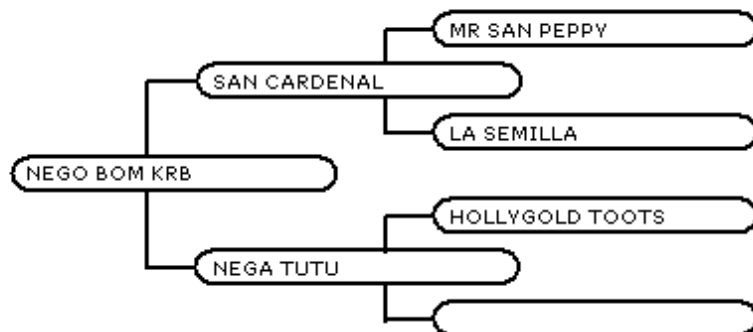 MR SAN PEPPY
SAN CARDENAL
LA SEMILLA
NEGO BOM KRB
HOLLYGOLD TOOTS
NEGA TUTU